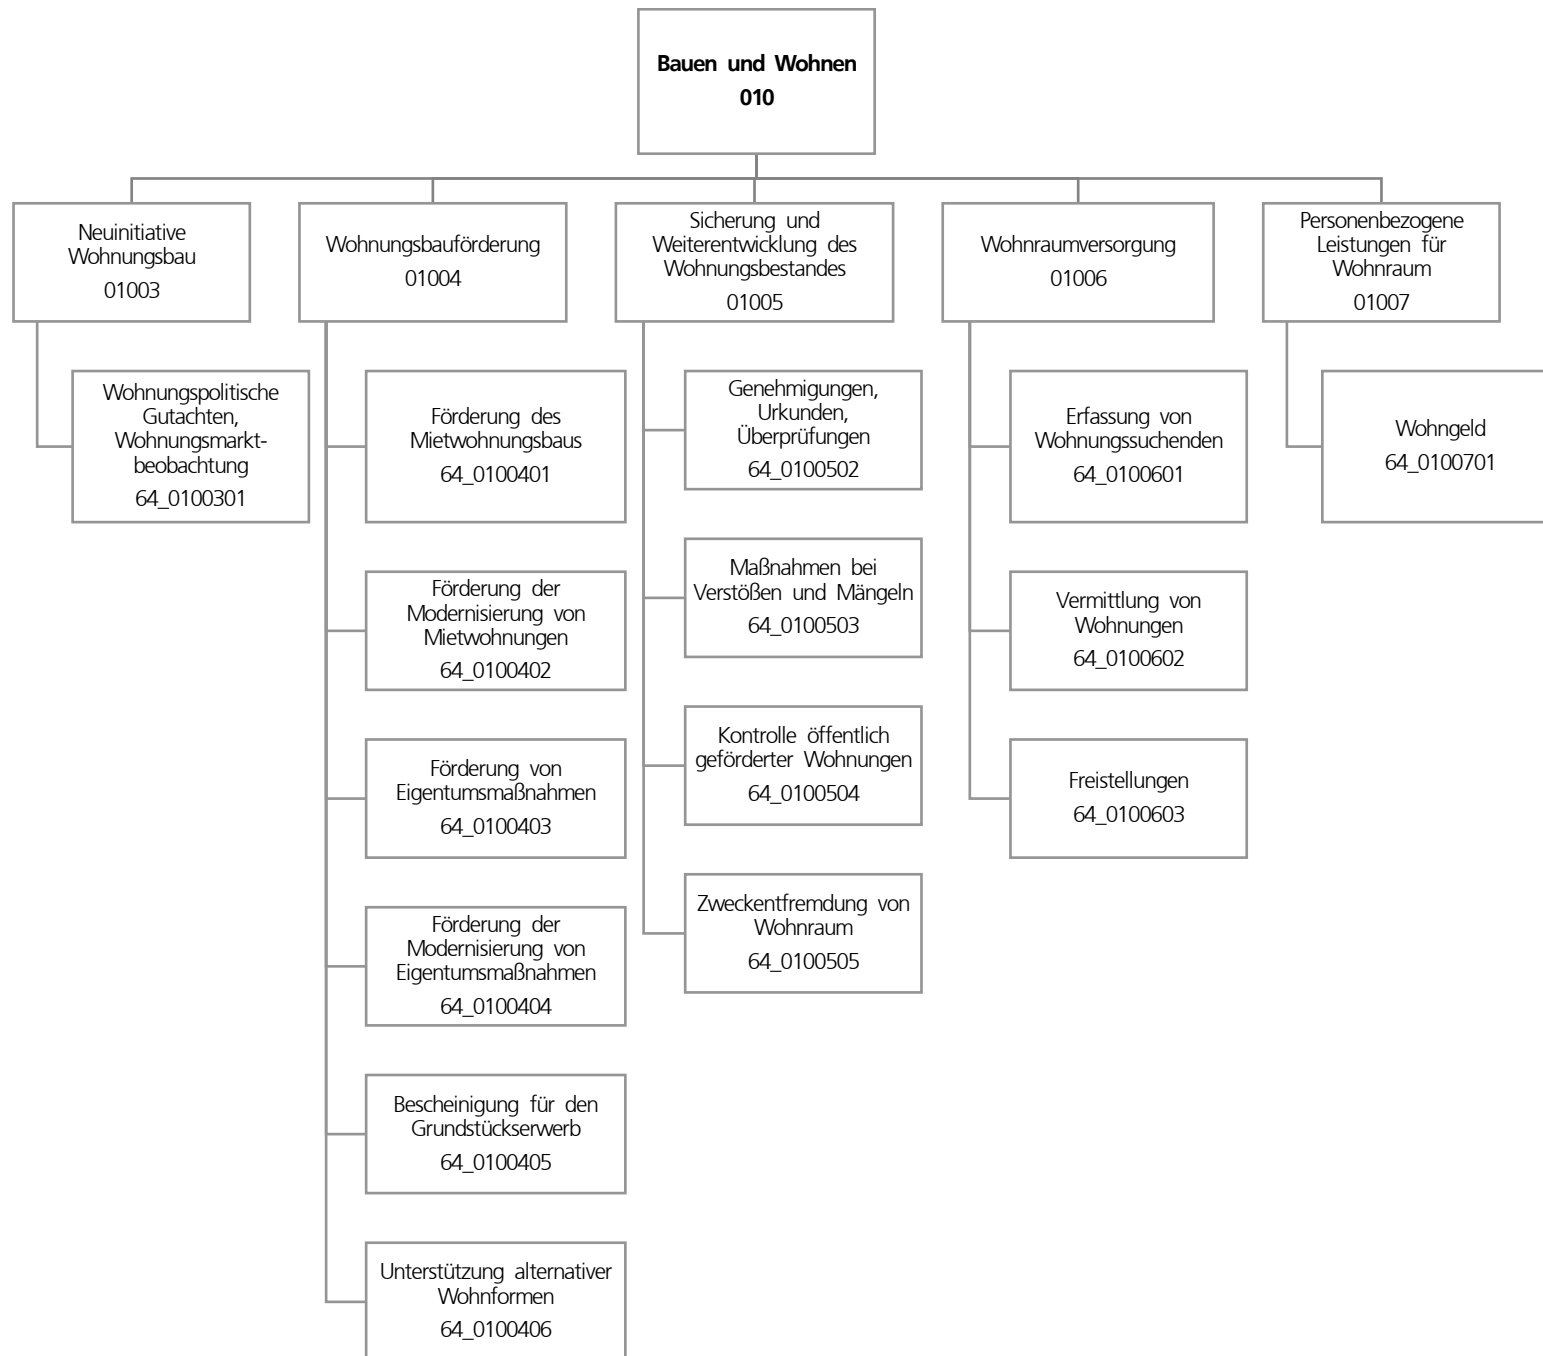 Bauen und Wohnen
010
Neuinitiative
Wohnungsbau
01003
Wohnungspolitische
Gutachten,
Wohnungsmarkt-
beobachtung
64_0100301
Wohnungsbauförderung
01004
Förderung des
Mietwohnungsbaus
64_0100401
Förderung der
Modernisierung von
Mietwohnungen
64_0100402
Förderung von
Eigentumsmaßnahmen
64_0100403
Förderung der
Modernisierung von
Eigentumsmaßnahmen
64_0100404
Bescheinigung für den
Grundstückserwerb
64_0100405
Unterstützung alternativer
Wohnformen
64_0100406
Sicherung und
Weiterentwicklung des
Wohnungsbestandes
01005
Genehmigungen,
Urkunden,
Überprüfungen
64_0100502
Maßnahmen bei
Verstößen und Mängeln
64_0100503
Kontrolle öffentlich
geförderter Wohnungen
64_0100504
Zweckentfremdung von
Wohnraum
64_0100505
Wohnraumversorgung
01006
Erfassung von
Wohnungssuchenden
64_0100601
Vermittlung von
Wohnungen
64_0100602
Freistellungen
64_0100603
Personenbezogene
Leistungen für
Wohnraum
01007
Wohngeld
64_0100701